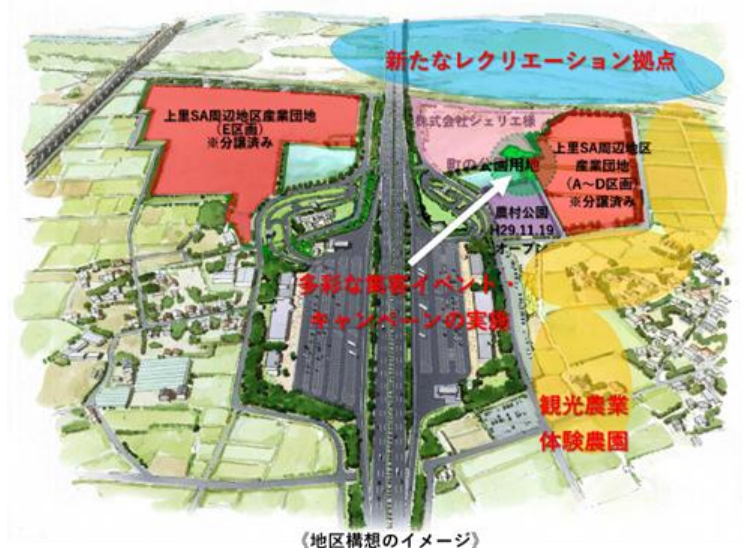 新たなレクリエーション拠点
上里SA周辺地区産業団地
(E区画)
※分譲済み
株式会社シェリエ様
町の公園用地
上里SA周辺地区
産業団地
(A～D区画)
※分譲済み
農村公園
H29.11.19
オープン
多彩な集客イベント・
キャンペーンの実施
観光農業
体験農園
《地区構想のイメージ》